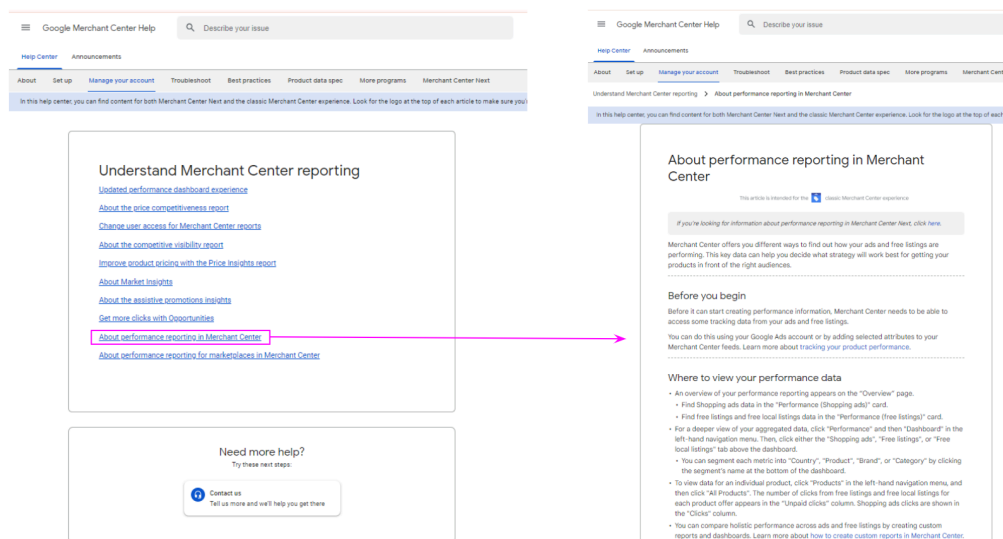 Google Merchant Center Help
Describe your issue
Help Center Announcements
About Set up Manage your account Troubleshoot Best practices Product data spec More programs Merchant Center Next
In this help center, you can find content for both Merchant Center Next and the classic Merchant Center experience. Look for the logo at the top of each article to make sure
Understand Merchant Center reporting
Updated performance dashboard experience
About the price competitiveness report
Change user access for Merchant Center reports
About the competitive visibility report
Improve product pricing with the Price Insights report
About Market Insights
About the assistive promotions insights
Get more clicks with Opportunities
About performance reporting in Merchant Center
About performance reporting for marketplaces in Merchant Center
Need more help?
Try these next steps:
Contact us
Tell us more and we'll help you get there
Google Merchant Center Help
Describe your issue
Help Center Announcements
About Set up Manage your account Troubleshoot Best practices Product data spec More programs Merchant
Understand Merchant Center reporting > About performance reporting in Merchant Center
In this help center, you can find content for both Merchant Center Next and the classic Merchant Center experience. Look for the logo at the top of each
About performance reporting in Merchant
Center
This article is intended for the classic Merchant Center experience
If you're looking for information about performance reporting in Merchant Center Next, click here.
Merchant Center offers you different ways to find out how your ads and free listings are
performing. This key data can help you decide what strategy will work best for getting your
products in front of the right audiences.
Before you begin
Before it can start creating performance information, Merchant Center needs to be able to
access some tracking data from your ads and free listings.
You can do this using your Google Ads account or by adding selected attributes to your
Merchant Center feeds. Learn more about tracking your product performance.
Where to view your performance data
• An overview of your performance reporting appears on the "Overview" page.
• Find Shopping ads data in the "Performance (Shopping ads)" card.
• Find free listings and free local listings data in the "Performance (free listings)" card.
• For a deeper view of your aggregated data, click "Performance" and then "Dashboard" in the
left-hand navigation menu. Then, click either the "Shopping ads", "Free listings", or "Free
local listings" tab above the dashboard.
• You can segment each metric into "Country", "Product", "Brand", or "Category" by clicking
the segment's name at the bottom of the dashboard.
• To view data for an individual product, click "Products" in the left-hand navigation menu, and
then click "All Products". The number of clicks from free listings and free local listings for
each product offer appears in the "Unpaid clicks" column. Shopping ads clicks are shown in
the "Clicks" column.
• You can compare holistic performance across ads and free listings by creating custom
reports and dashboards. Learn more about how to create custom reports in Merchant Center.